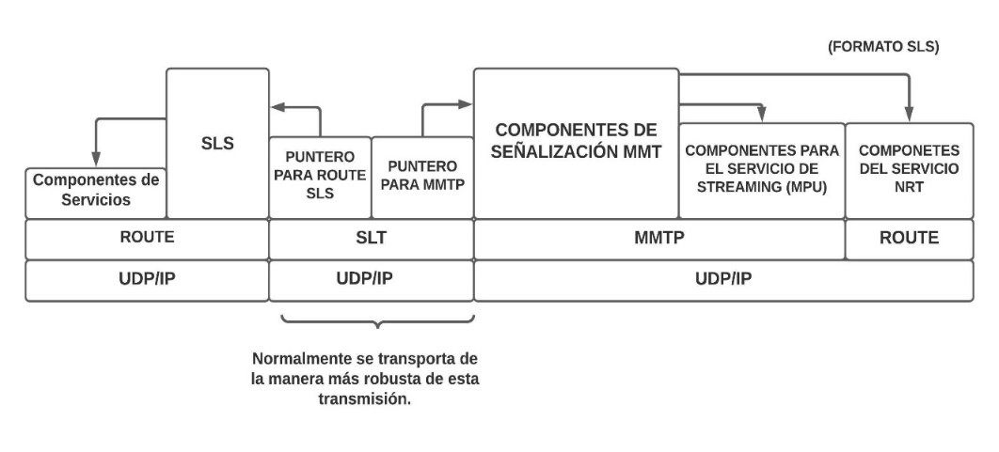 (FORMATO SLS)
SLS
Componentes de
Servicios
PUNTERO
PARA ROUTE
SLS
PUNTERO
PARA MMTP
COMPONENTES DE
SEÑALIZACIÓN MMT
COMPONENTES PARA
EL SERVICIO DE
STREAMING (MPU)
COMPONETES
DEL SERVICIO
NRT
ROUTE
SLT
MMTP
ROUTE
UDP/IP
UDP/IP
UDP/IP
Normalmente se transporta de
la manera más robusta de esta
transmisión.